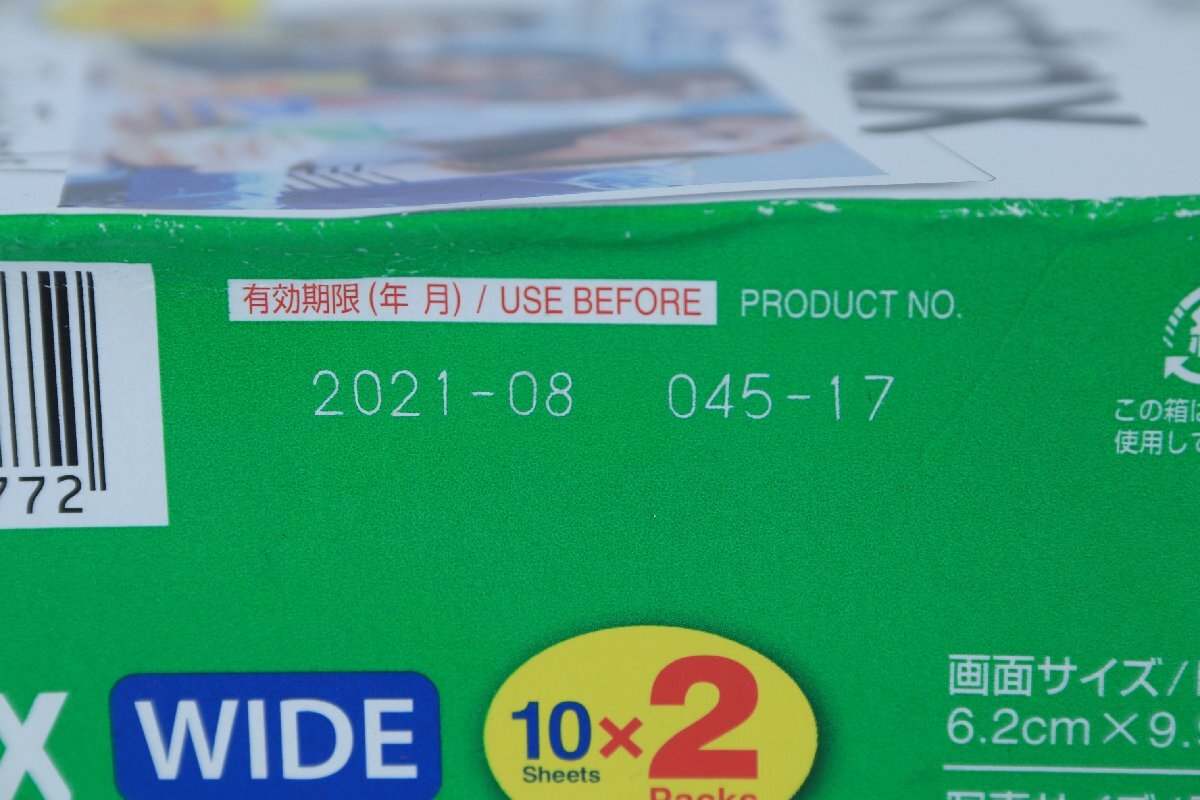 有効期限(年 月) / USE BEFORE PRODUCT NO.
2021-08 045-17
この箱は
使用して
772
X WIDE
10×2
Sheets
Packs
画面サイズ/
6.2cm×9.